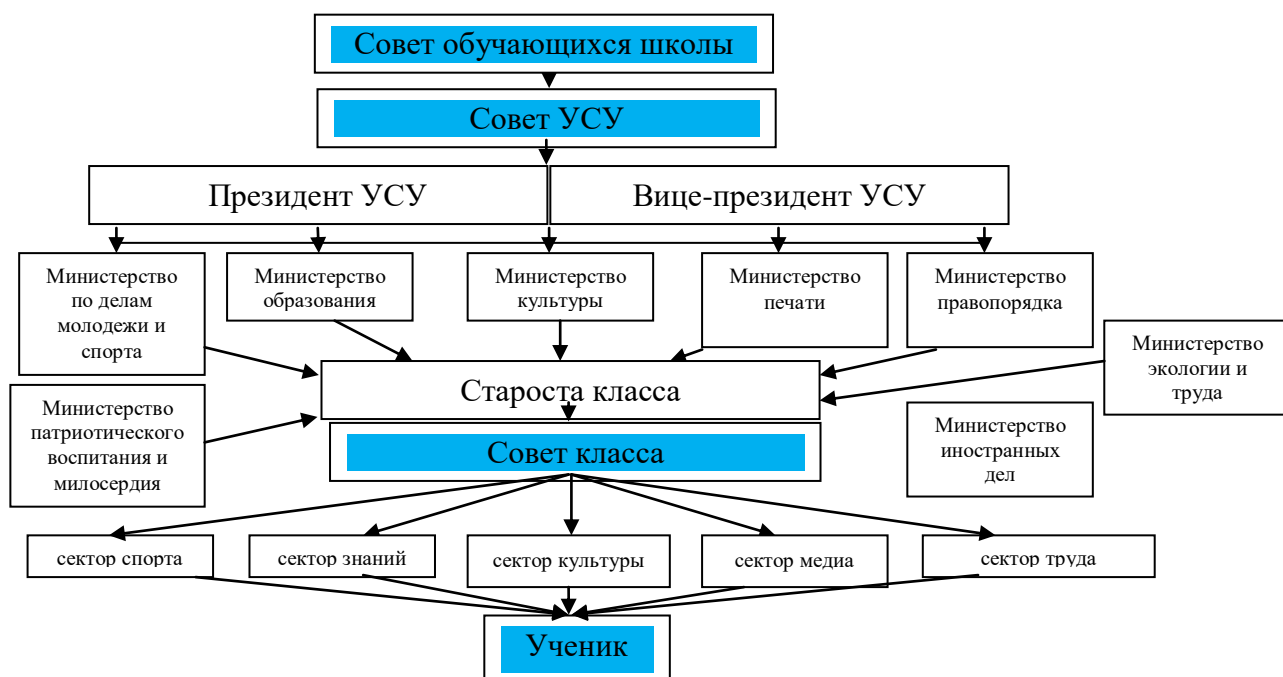 Совет обучающихся школы
Совет УСУ
Президент УСУ
Вице-президент УСУ
Министерство
по делам
молодежи и
спорта
Министерство
образования
Министерство
культуры
Министерство
печати
Министерство
правопорядка
Министерство
экологии и
труда
Староста класса
Министерство
патриотического
воспитания и
милосердия
Министерство
иностранных
дел
Совет класса
сектор спорта
сектор знаний
сектор культуры
сектор медиа
сектор труда
Ученик